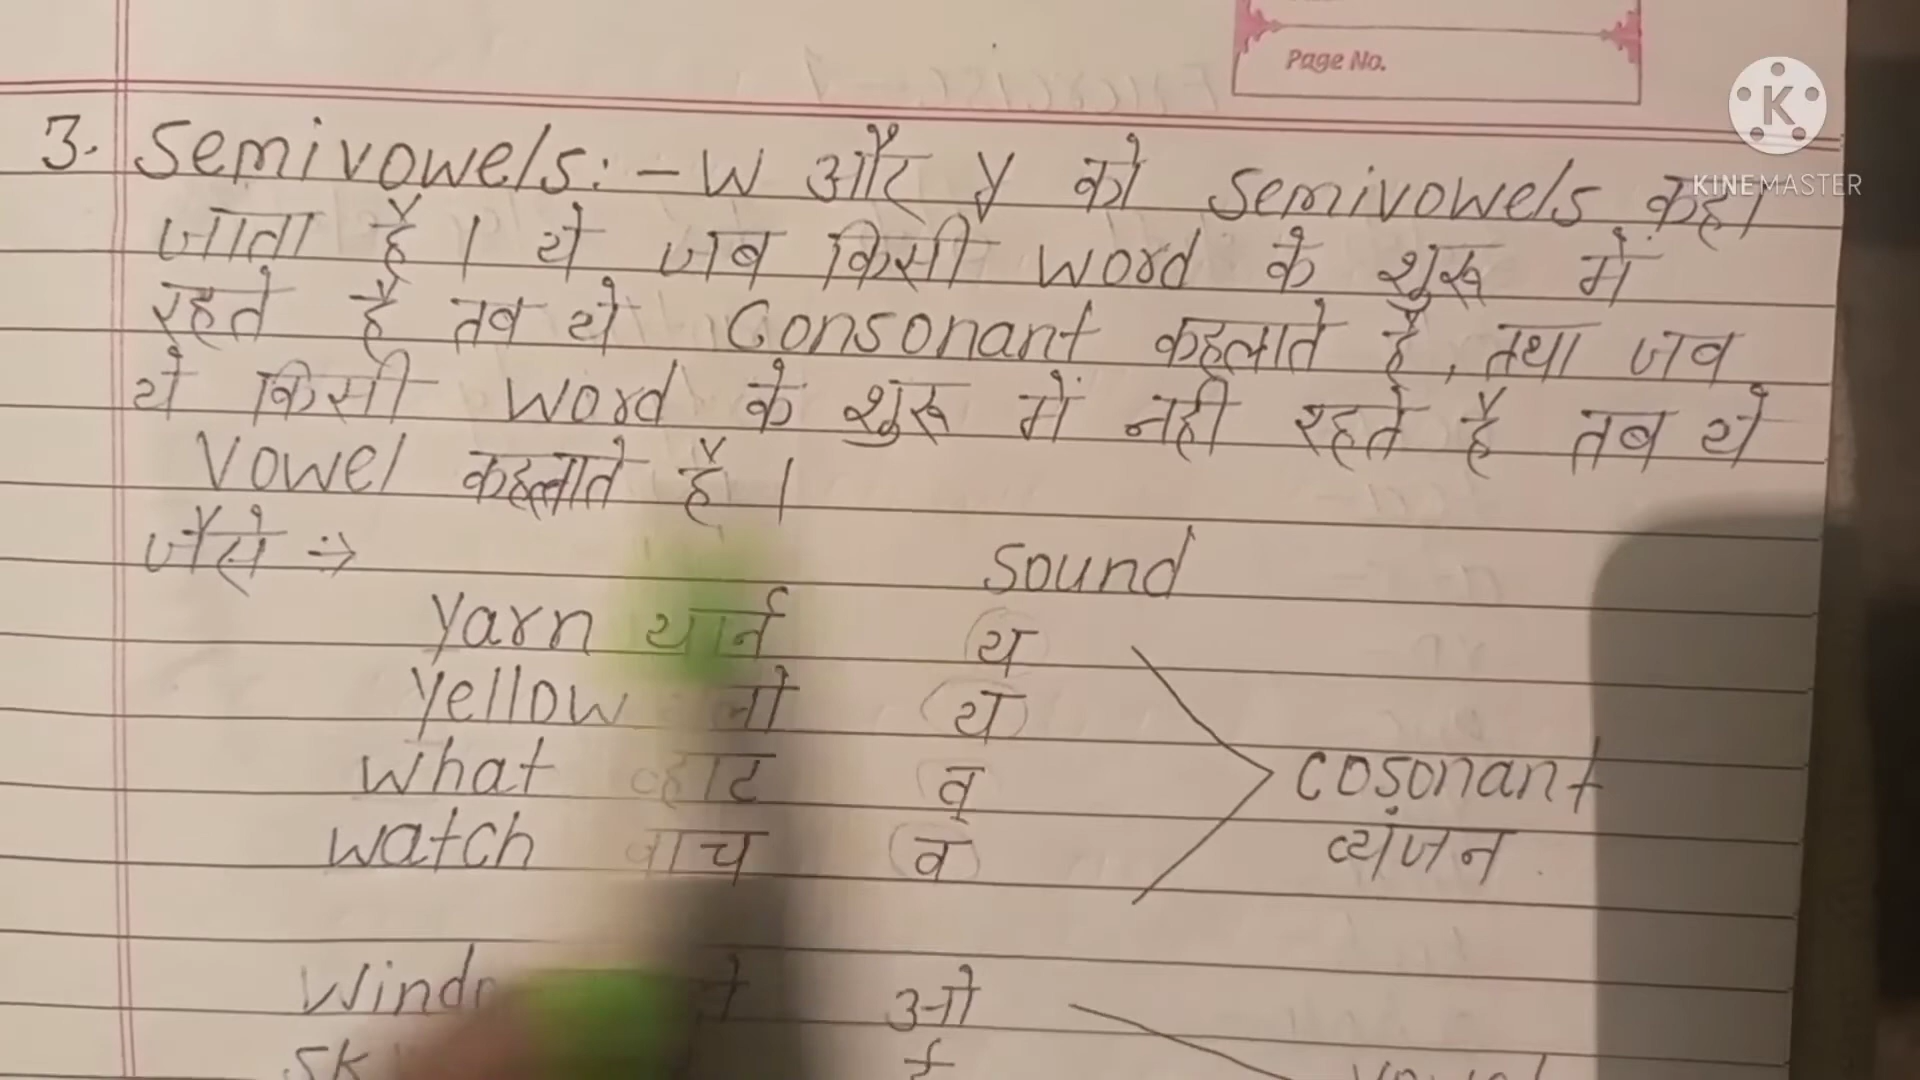 Page No.
KINEMASTER
3. Semivowels:- W और y को Semivowels कहा
जाता है। ये जब किसी word के शुरू में
रहते हैं तब ये Consonant कहलाते हैं, तथा जब
ये किसी word के शुरू में नही रहते हैं तब ये
Vowel कहलाते हैं।
जैसे ⇒ Sound
Yarn यार्न य
Yellow लो ये
What व्हाट व्
Watch वाच व
cosonant
व्यंजन
ओ